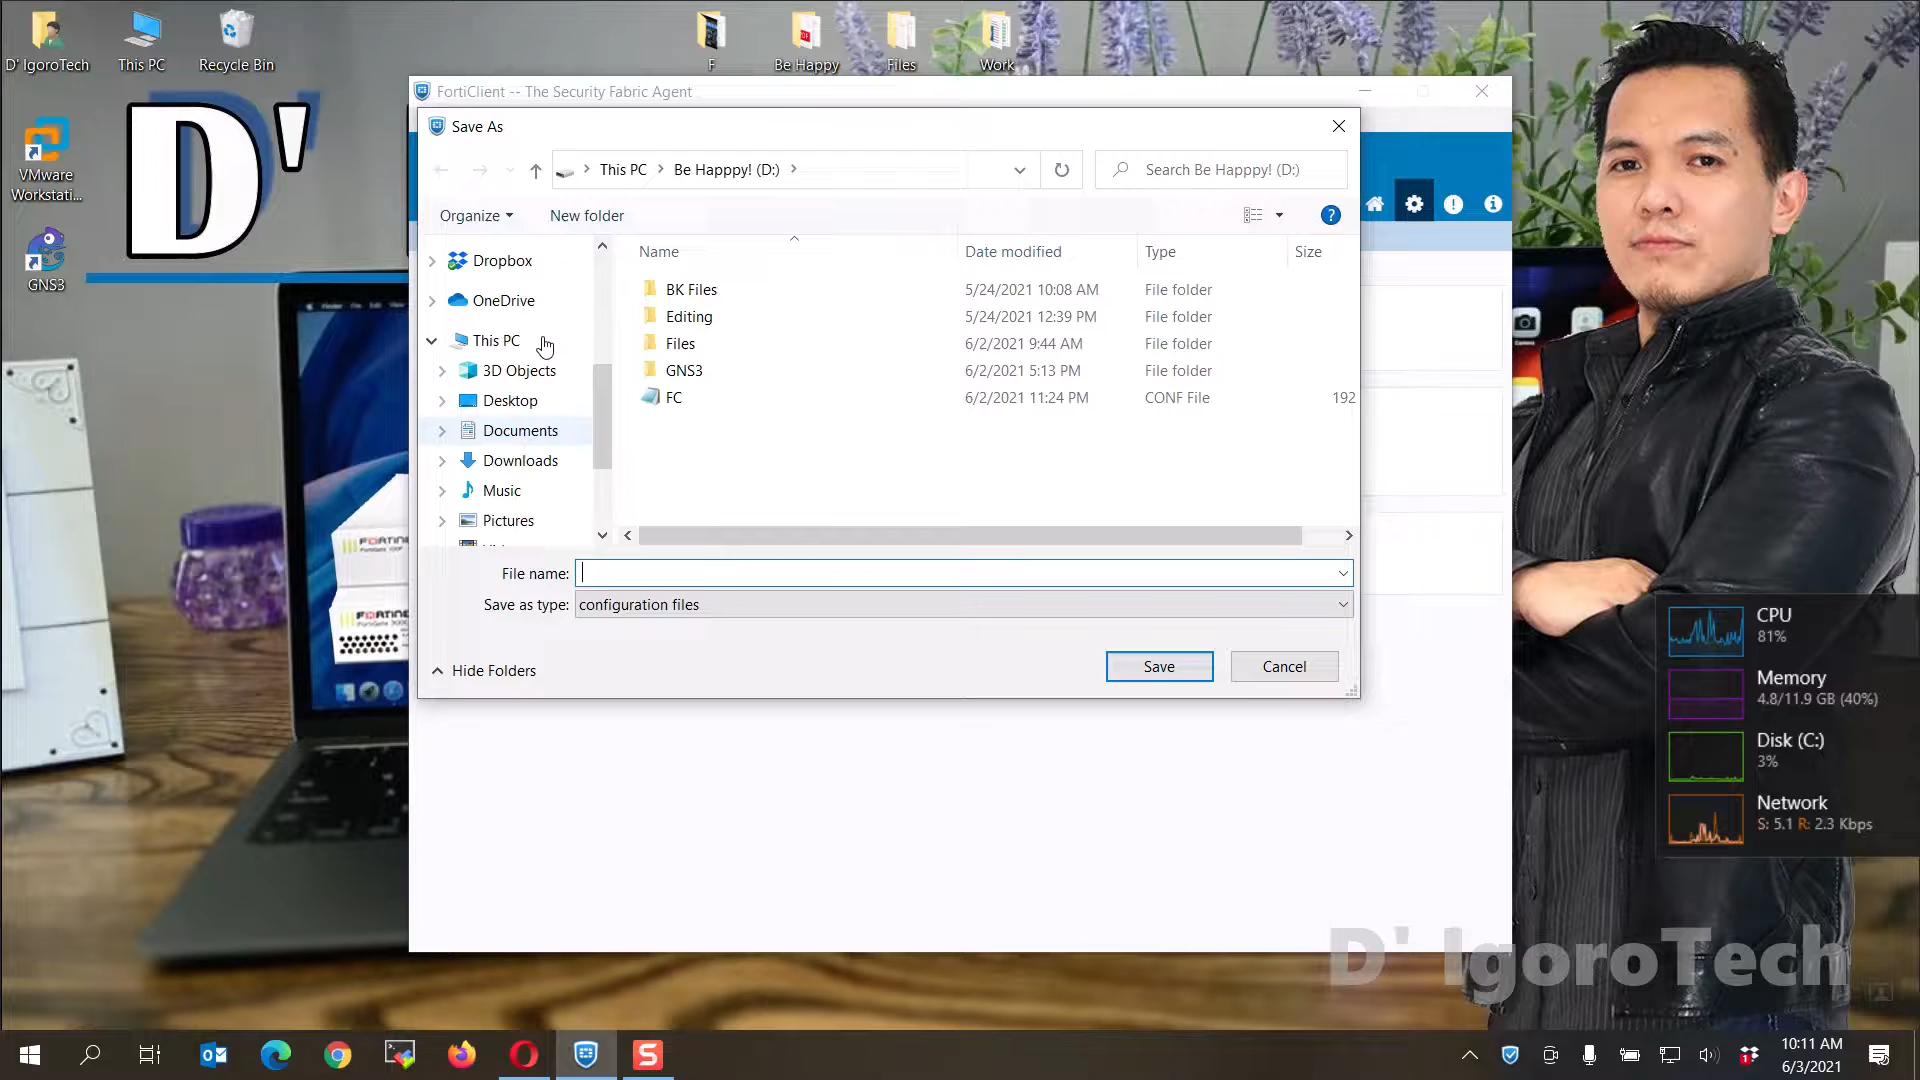 D' IgoroTech
This PC
Recycle Bin
F
Be Happy
Files
Work
VMware
Workstati...
GNS3
D'
FortiClient -- The Security Fabric Agent
Save As
This PC
Be Happpy! (D:)
Search Be Happpy! (D:)
Organize
New folder
Name
Date modified
Type
Size
Dropbox
OneDrive
This PC
3D Objects
Desktop
Documents
Downloads
Music
Pictures
BK Files
5/24/2021 10:08 AM
File folder
Editing
5/24/2021 12:39 PM
File folder
Files
6/2/2021 9:44 AM
File folder
GNS3
6/2/2021 5:13 PM
File folder
FC
6/2/2021 11:24 PM
CONF File
192
File name:
Save as type:
configuration files
Hide Folders
Save
Cancel
CPU
81%
Memory
4.8/11.9 GB (40%)
Disk (C:)
3%
Network
S: 5.1 R: 2.3 Kbps
D' IgoroTech
10:11 AM
6/3/2021